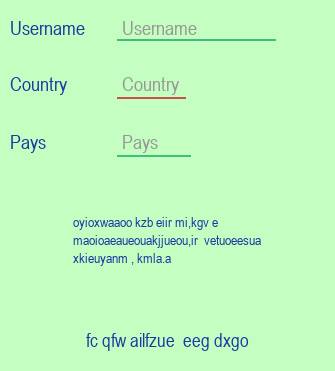 Username Username
Country Country
Pays Pays
oyioxwaaoo kzb eiir mi,kgv e
maoioaeaueouakjjueou,ir vetuoeesua
xkieuyanm , kmla.a
fc qfw ailfzue eeg dxgo